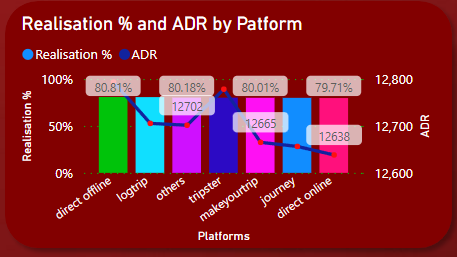 Realisation % and ADR by Patform
Realisation % ADR
100% 80.81% 80.18% 80.01% 79.71% 12,800
12702
50% 12665 12,700
12638
0% 12,600
Realisation %
ADR
direct offline logtrip others tripster makeyourtrip journey direct online
Platforms